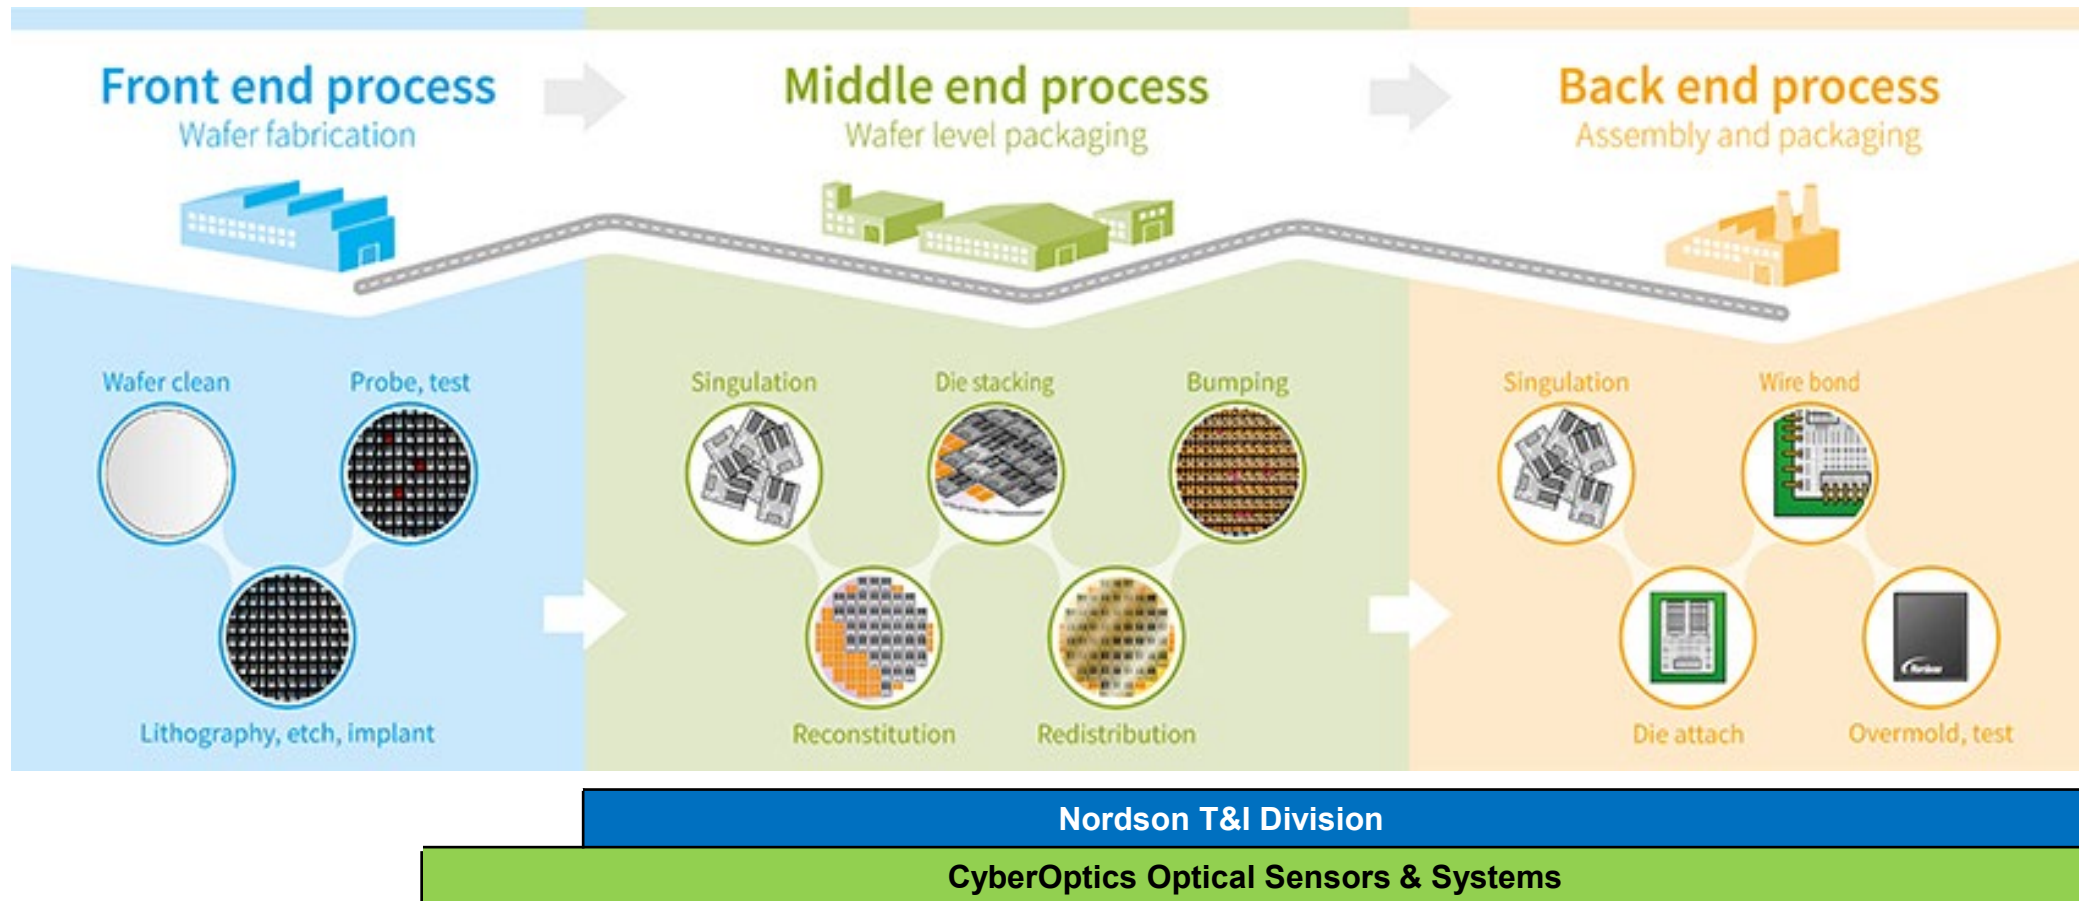 Front end process
Wafer fabrication
Middle end process
Wafer level packaging
Back end process
Assembly and packaging
Wafer clean
Probe, test
Lithography, etch, implant
Singulation
Die stacking
Bumping
Reconstitution
Redistribution
Singulation
Wire bond
Die attach
Overmold, test
Nordson
Nordson T&I Division
CyberOptics Optical Sensors & Systems